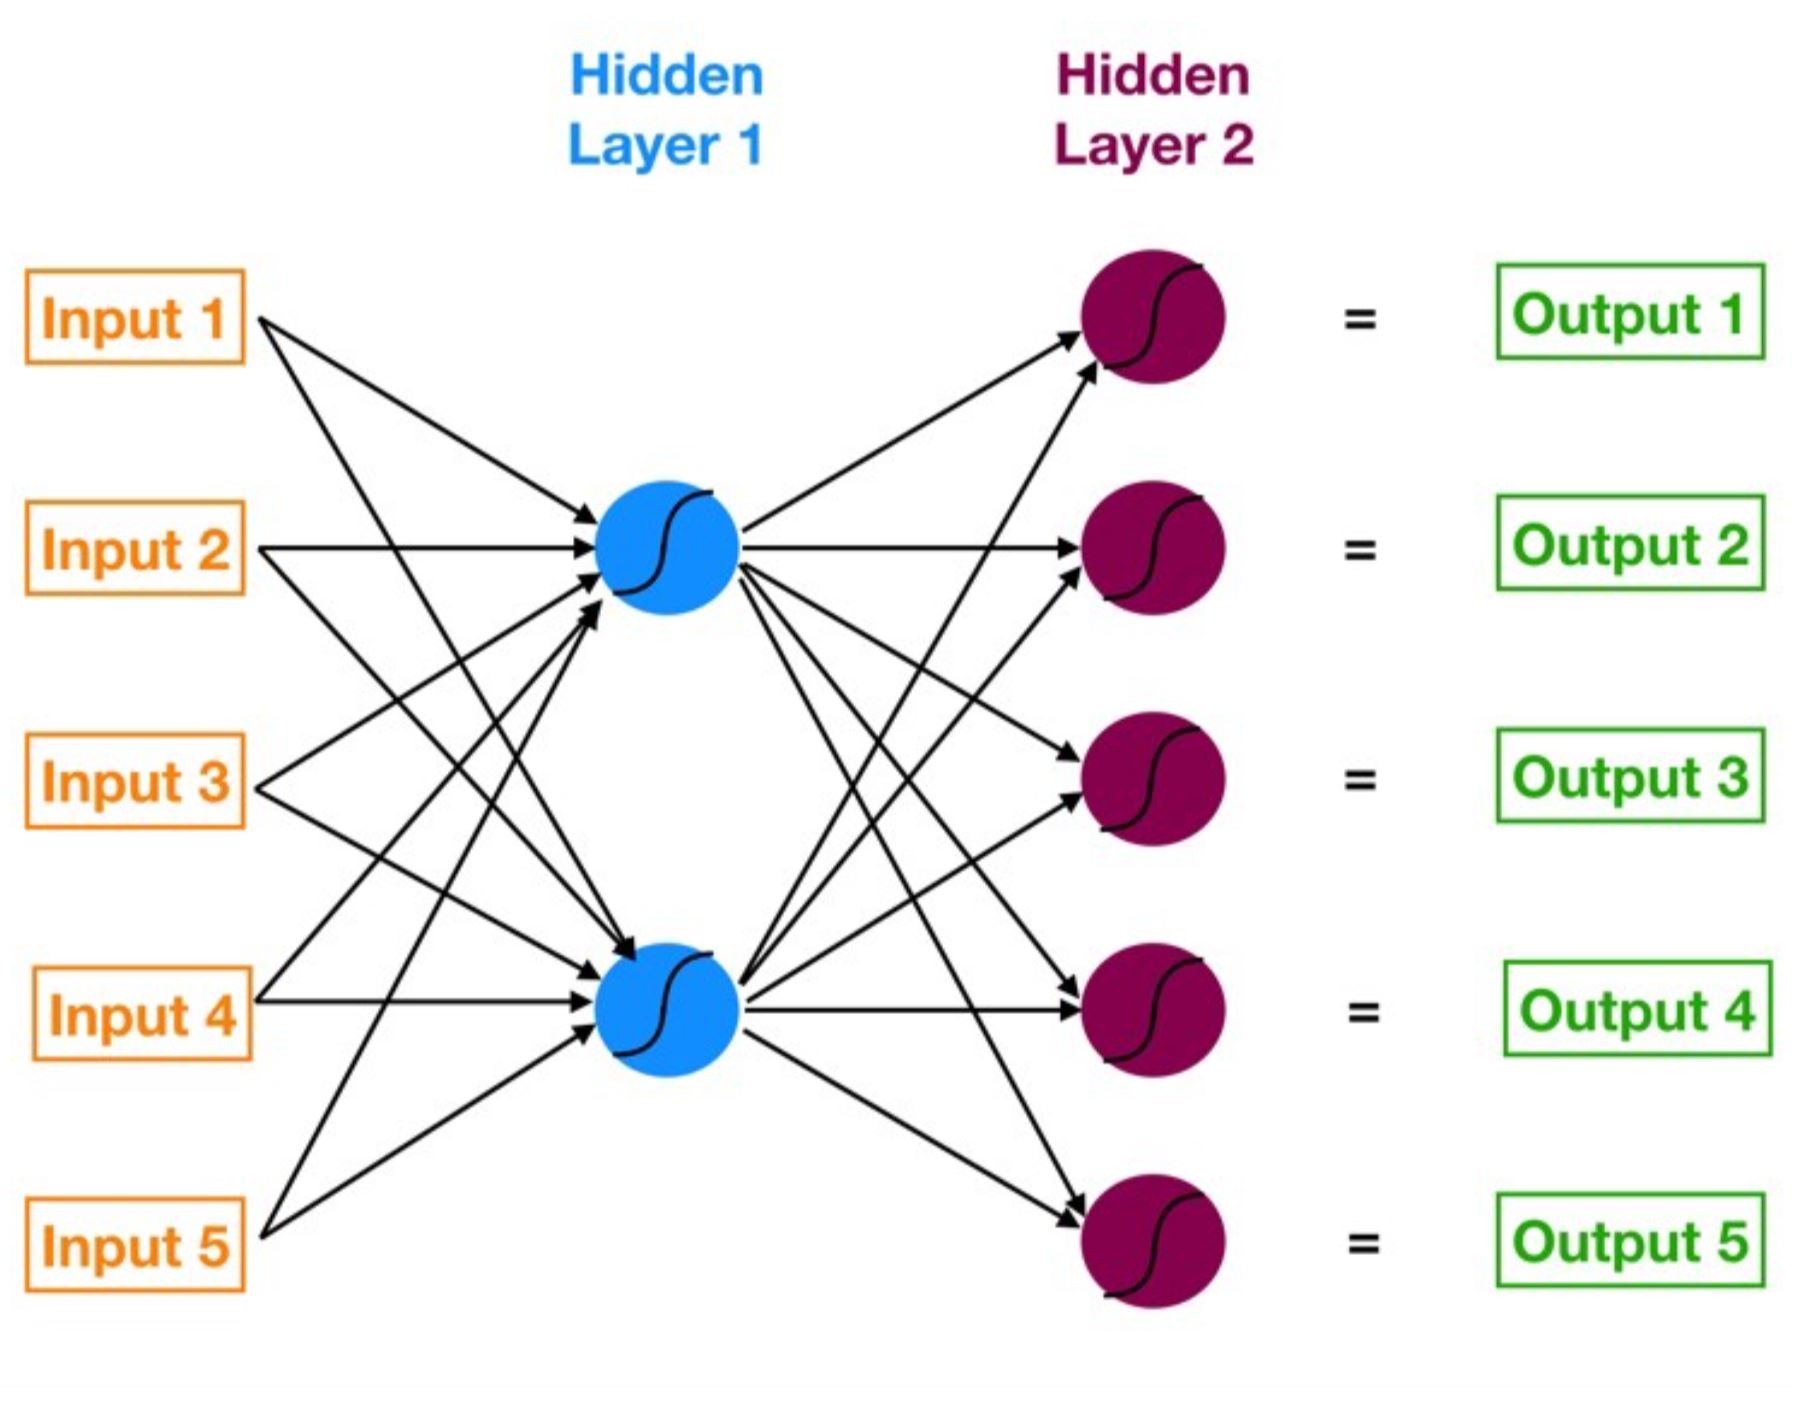 Hidden
Layer 1
Hidden
Layer 2
Input 1
= Output 1
Input 2
= Output 2
Input 3
= Output 3
Input 4
= Output 4
Input 5
= Output 5